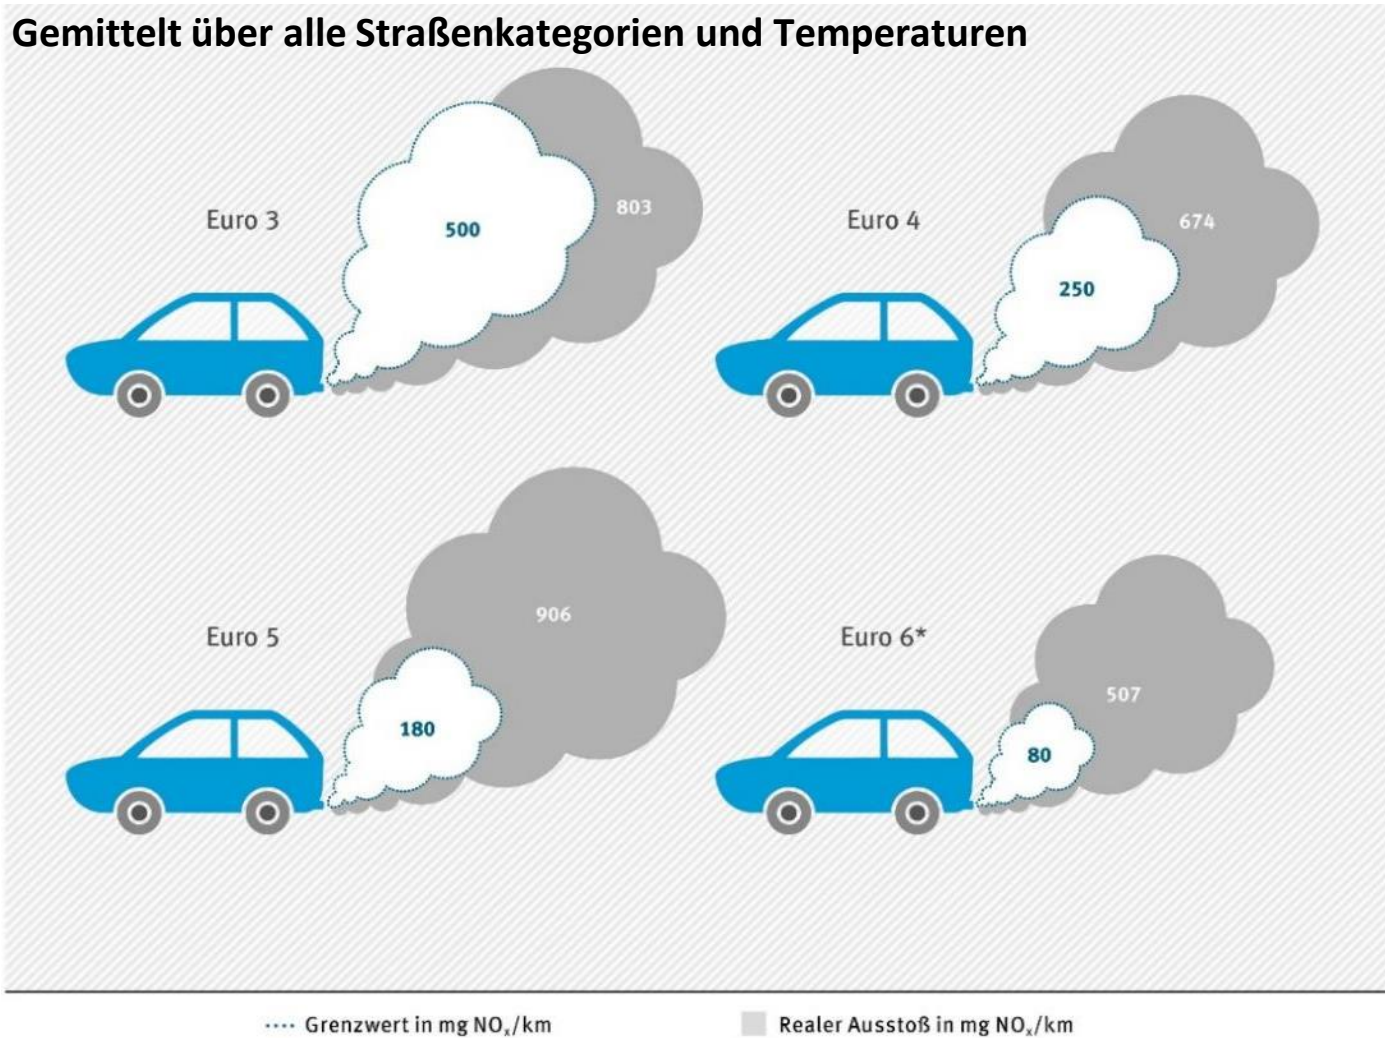 Gemittelt über alle Straßenkategorien und Temperaturen
Euro 3
500
803
Euro 4
250
674
Euro 5
180
906
Euro 6*
80
507
Grenzwert in mg NOₓ/km
Realer Ausstoß in mg NOₓ/km